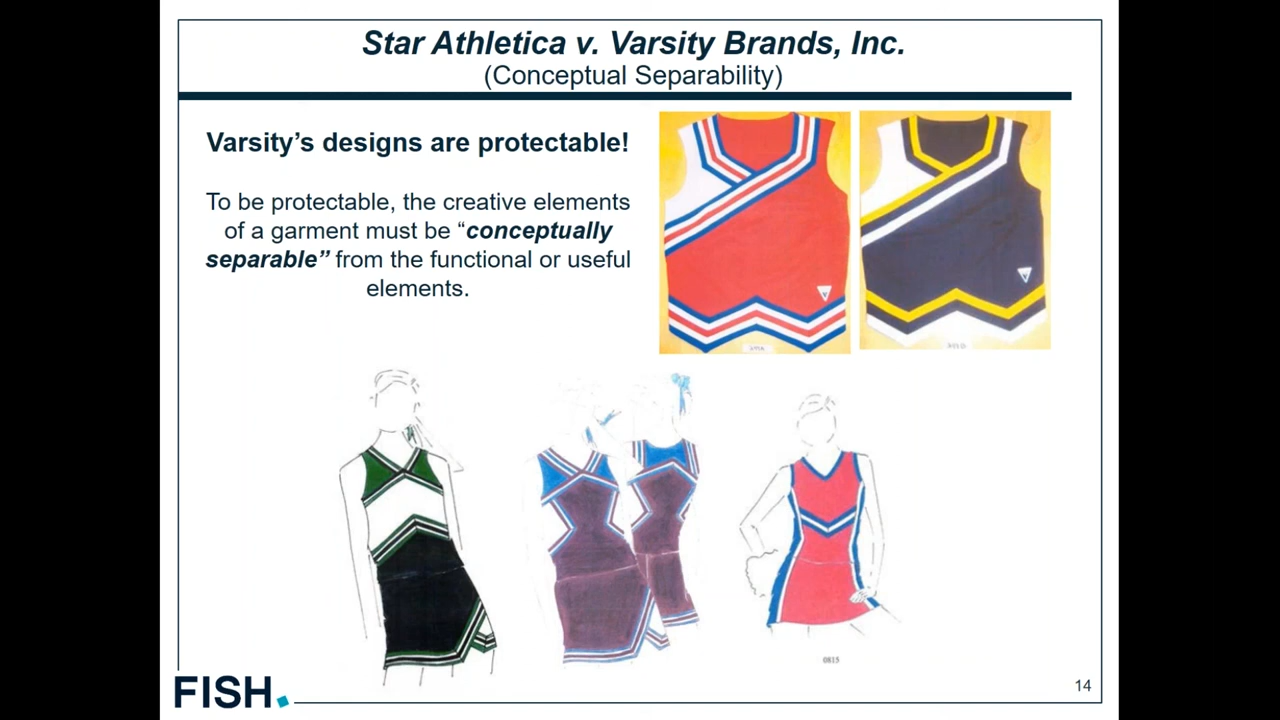 Star Athletica v. Varsity Brands, Inc.
(Conceptual Separability)
Varsity’s designs are protectable!
To be protectable, the creative elements
of a garment must be “conceptually
separable” from the functional or useful
elements.
0815
FISH.
14